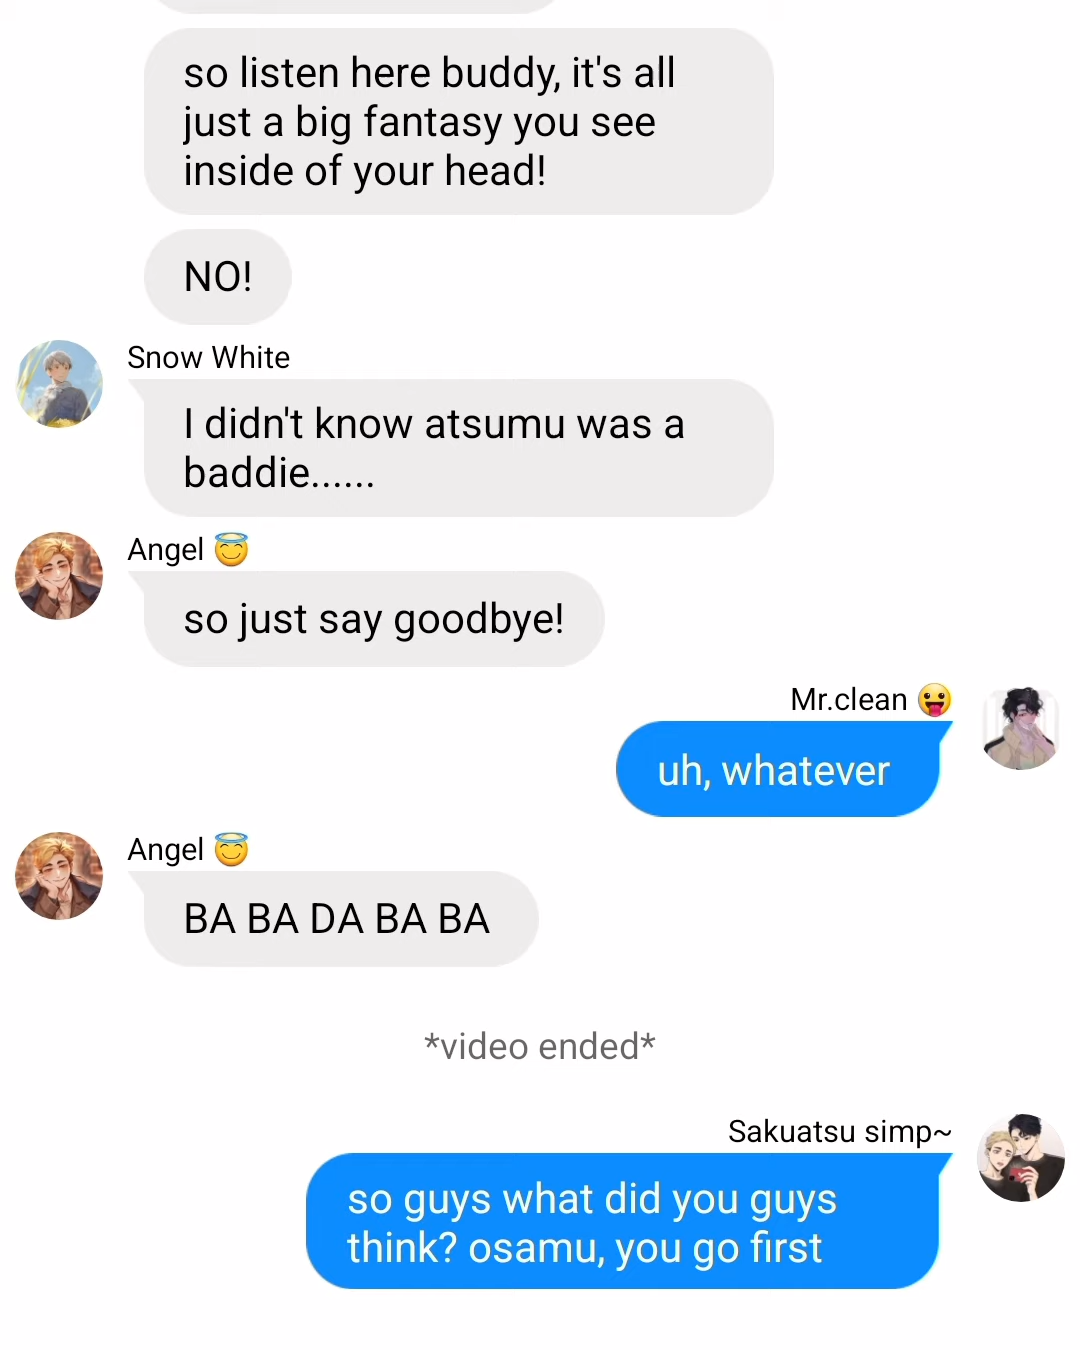 so listen here buddy, it's all
just a big fantasy you see
inside of your head!
NO!
Snow White
I didn't know atsumu was a
baddie......
Angel 😇
so just say goodbye!
Mr.clean 😛
uh, whatever
Angel 😇
BA BA DA BA BA
*video ended*
Sakuatsu simp~
so guys what did you guys
think? osamu, you go first